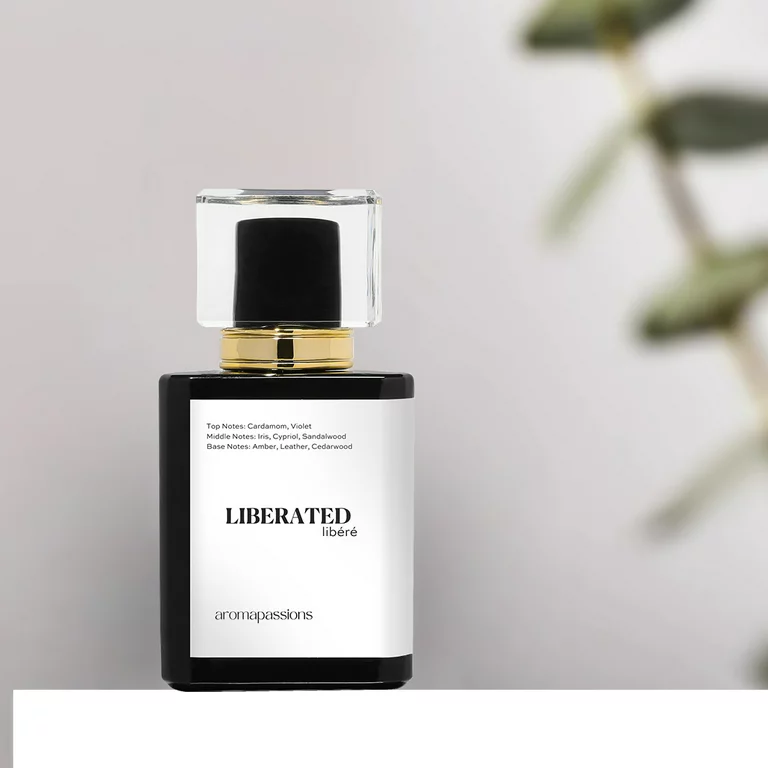 Top Notes: Cardamom, Violet
Middle Notes: Iris, Cypriol, Sandalwood
Base Notes: Amber, Leather, Cedarwood
LIBERATED
libéré
aromapassions